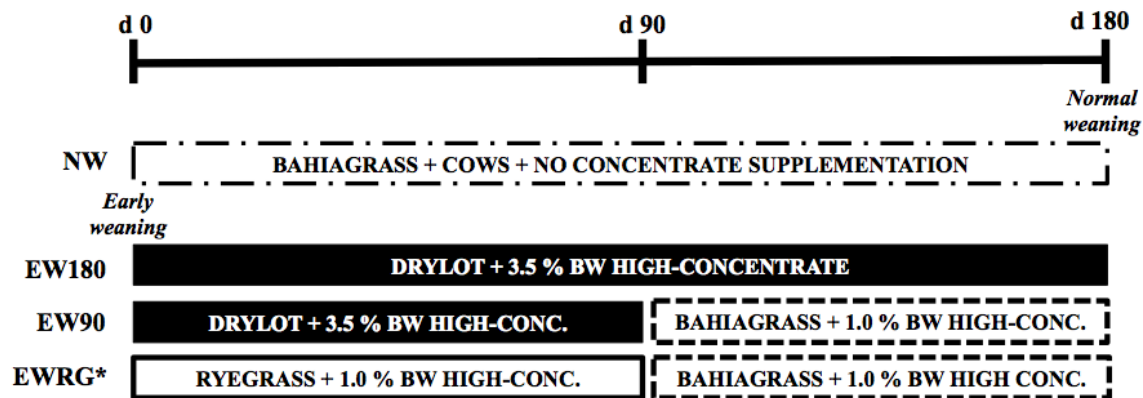 d 0 d 90 d 180
Normal
weaning
NW BAHIAGRASS + COWS + NO CONCENTRATE SUPPLEMENTATION
Early
weaning
EW180 DRYLOT + 3.5 % BW HIGH-CONCENTRATE
EW90 DRYLOT + 3.5 % BW HIGH-CONC. BAHIAGRASS + 1.0 % BW HIGH-CONC.
EWRG* RYEGRASS + 1.0 % BW HIGH-CONC. BAHIAGRASS + 1.0 % BW HIGH CONC.